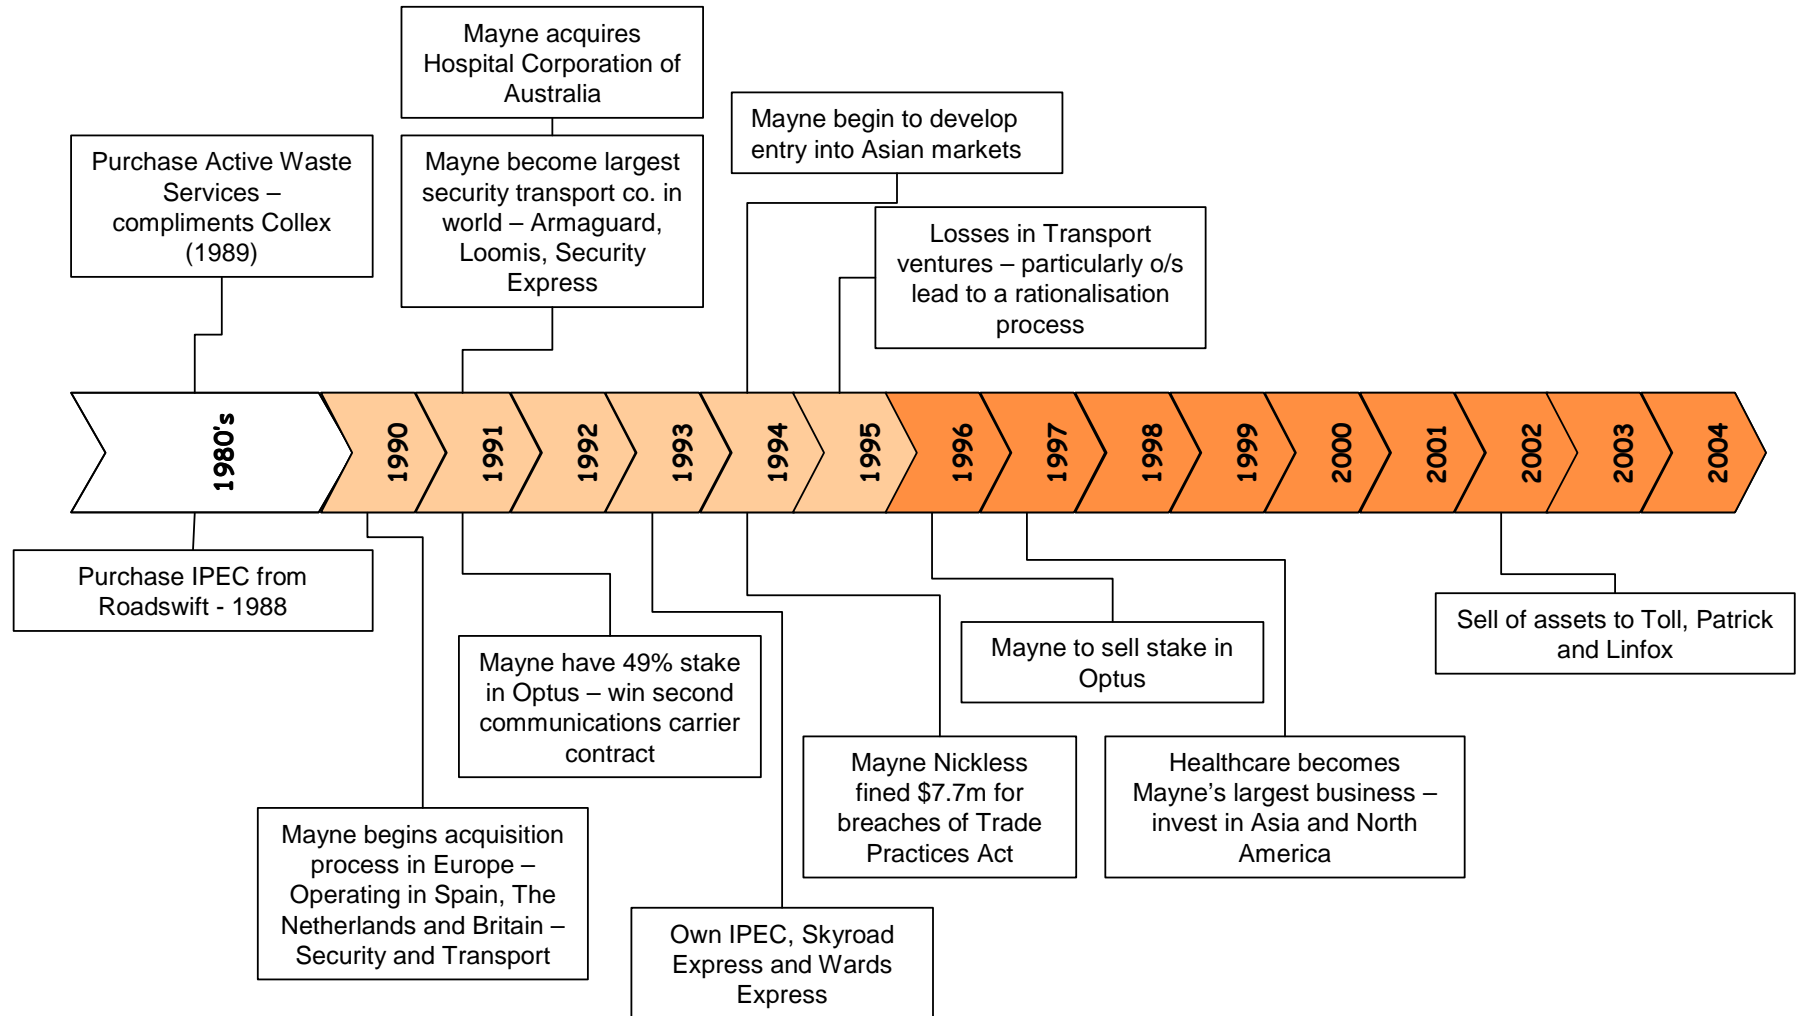 Mayne acquires
Hospital Corporation of
Australia
Mayne begin to develop
entry into Asian markets
Purchase Active Waste
Services –
compliments Collex
(1989)
Mayne become largest
security transport co. in
world – Armaguard,
Loomis, Security
Express
Losses in Transport
ventures – particularly o/s
lead to a rationalisation
process
1980's
1990
1991
1992
1993
1994
1995
1996
1997
1998
1999
2000
2001
2002
2003
2004
Purchase IPEC from
Roadswift - 1988
Mayne begins acquisition
process in Europe –
Operating in Spain, The
Netherlands and Britain –
Security and Transport
Mayne have 49% stake
in Optus – win second
communications carrier
contract
Own IPEC, Skyroad
Express and Wards
Express
Mayne Nickless
fined $7.7m for
breaches of Trade
Practices Act
Mayne to sell stake in
Optus
Healthcare becomes
Mayne’s largest business –
invest in Asia and North
America
Sell of assets to Toll, Patrick
and Linfox